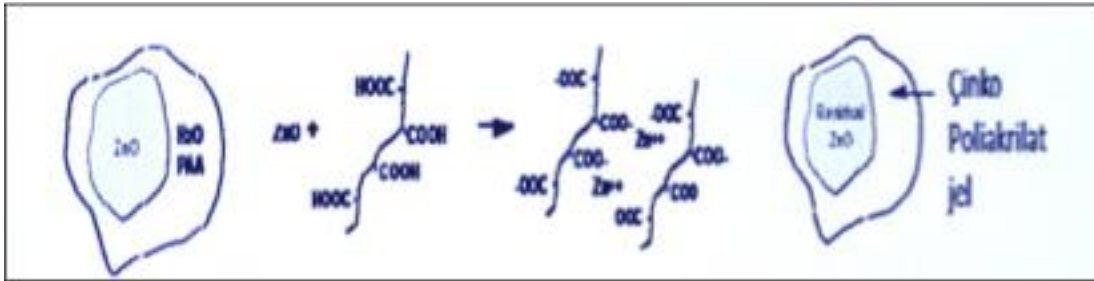 ZnO
H2O
PAA
ZnO +
HOOC
COOH
COOH
HOOC
-OOC
COO-
COO-
-OOC
Zn++
Zn++
-OOC
COO-
COO
OOC
Residual
ZnO
Çinko
Poliakrilat
jel